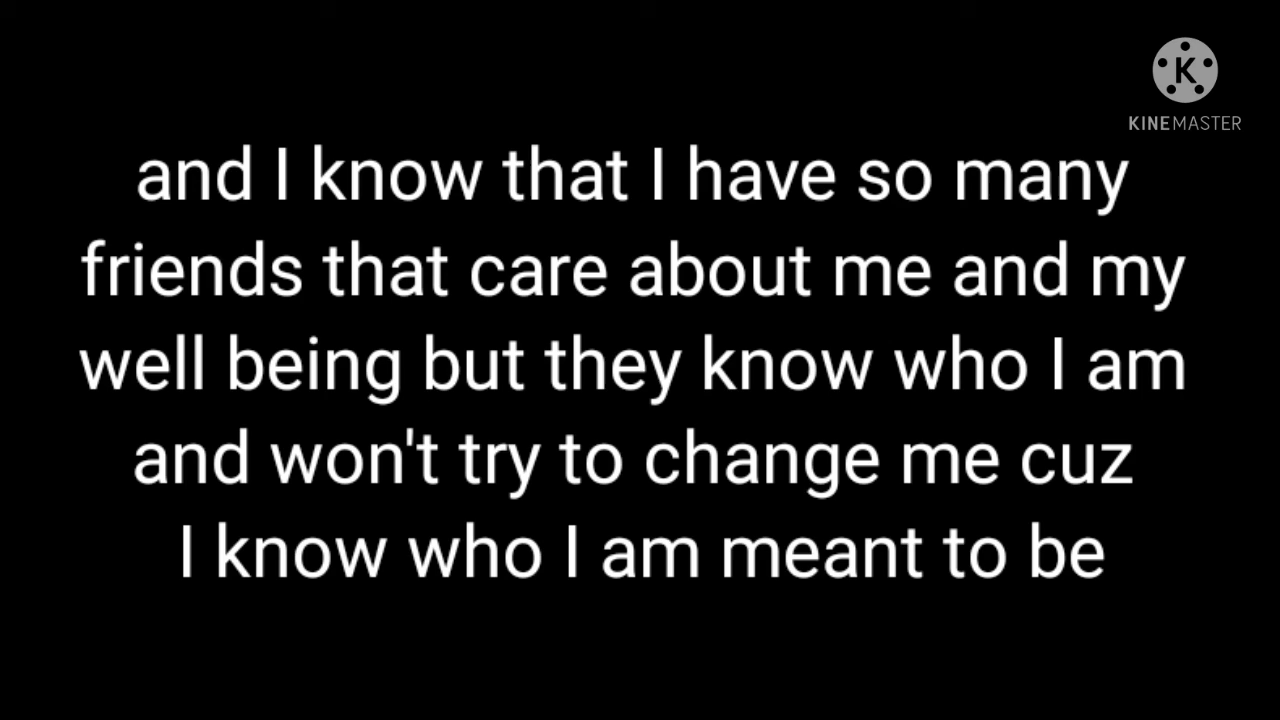 K
KINEMASTER
and I know that I have so many
friends that care about me and my
well being but they know who I am
and won't try to change me cuz
I know who I am meant to be